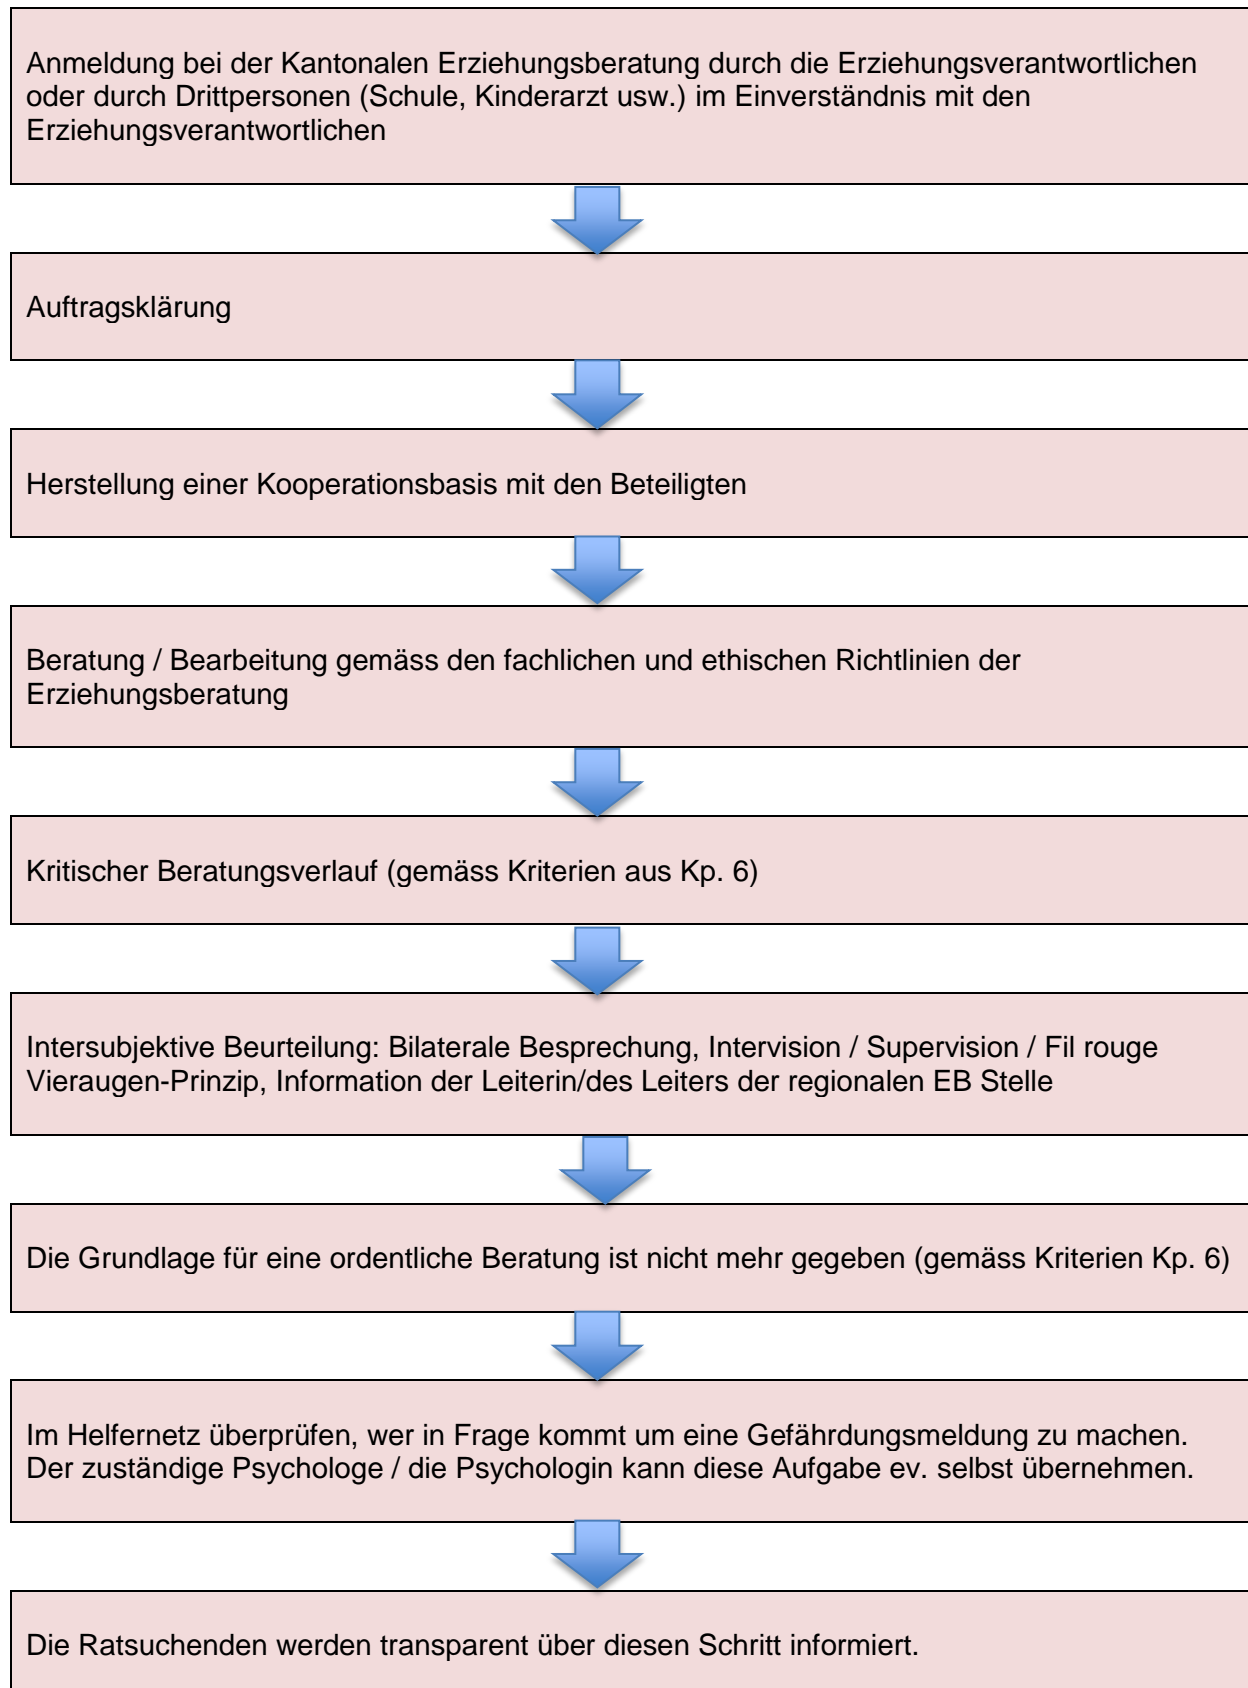 Anmeldung bei der Kantonalen Erziehungsberatung durch die Erziehungsverantwortlichen
oder durch Drittpersonen (Schule, Kinderarzt usw.) im Einverständnis mit den
Erziehungsverantwortlichen
Auftragsklärung
Herstellung einer Kooperationsbasis mit den Beteiligten
Beratung / Bearbeitung gemäss den fachlichen und ethischen Richtlinien der
Erziehungsberatung
Kritischer Beratungsverlauf (gemäss Kriterien aus Kp. 6)
Intersubjektive Beurteilung: Bilaterale Besprechung, Intervision / Supervision / Fil rouge
Vieraugen-Prinzip, Information der Leiterin/des Leiters der regionalen EB Stelle
Die Grundlage für eine ordentliche Beratung ist nicht mehr gegeben (gemäss Kriterien Kp. 6)
Im Helfernetz überprüfen, wer in Frage kommt um eine Gefährdungsmeldung zu machen.
Der zuständige Psychologe / die Psychologin kann diese Aufgabe ev. selbst übernehmen.
Die Ratsuchenden werden transparent über diesen Schritt informiert.